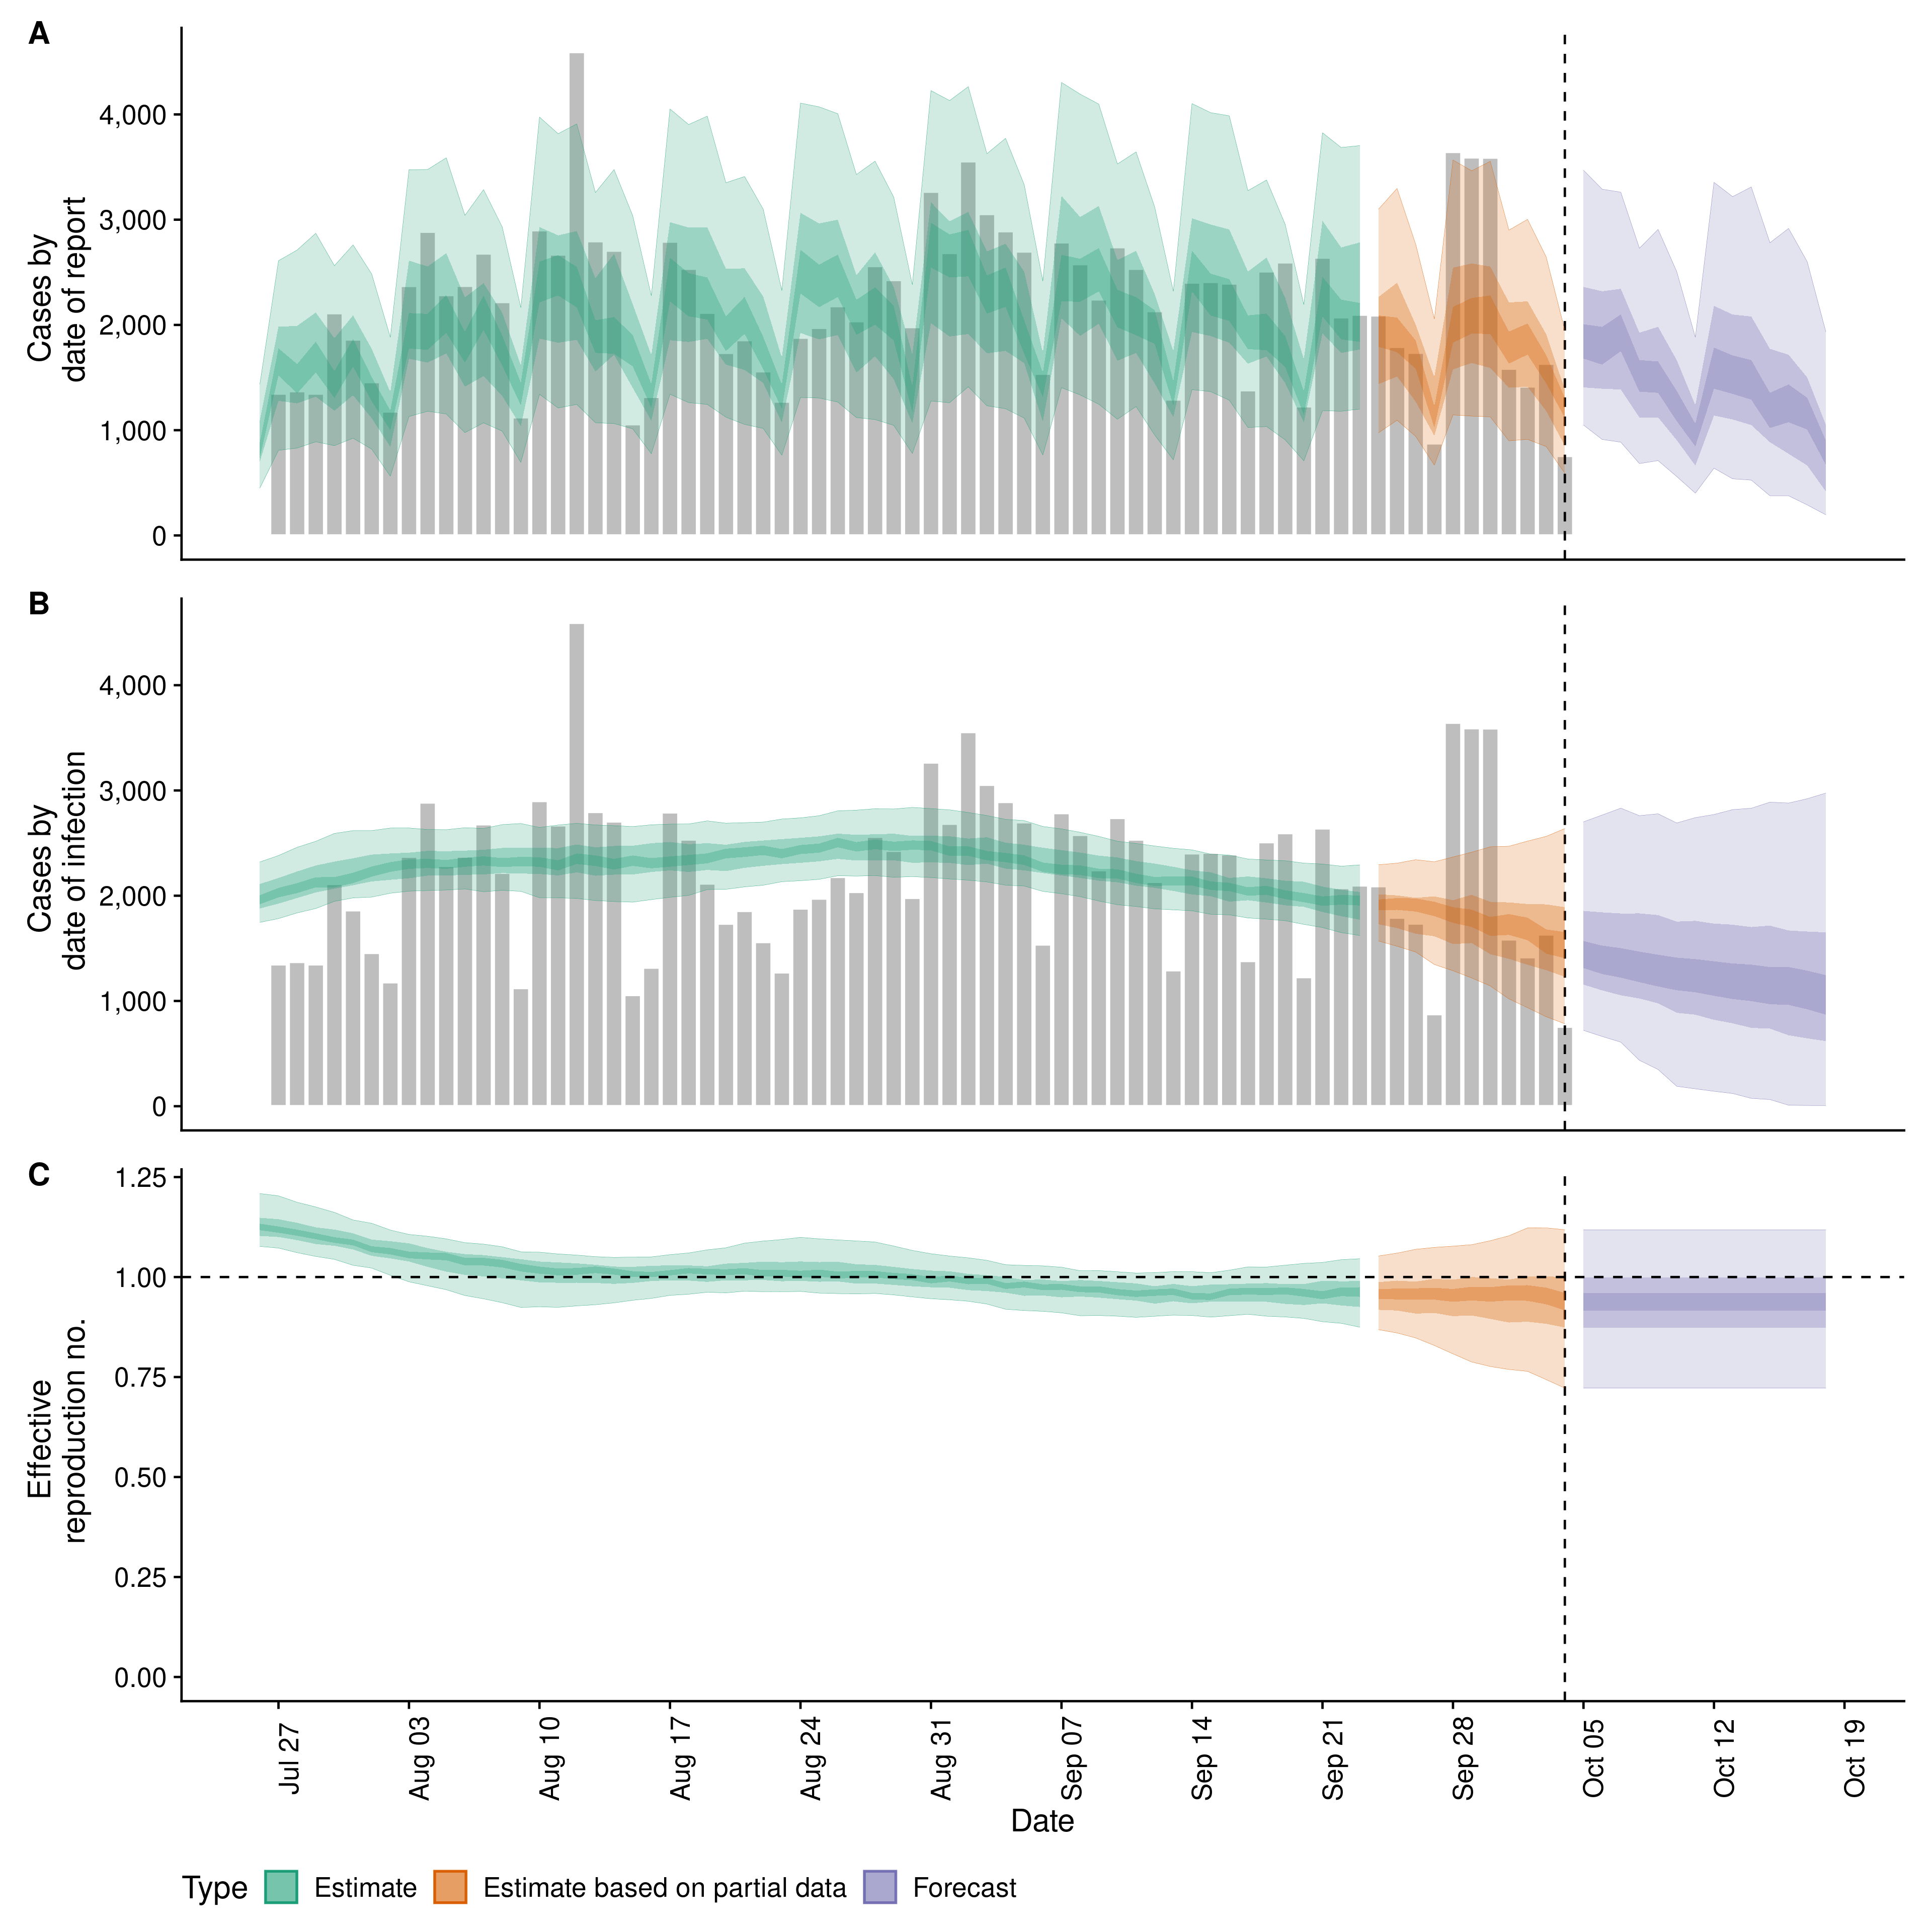 A
Cases by
date of report
4,000
3,000
2,000
1,000
0
B
Cases by
date of infection
4,000
3,000
2,000
1,000
0
C
Effective
reproduction no.
1.25
1.00
0.75
0.50
0.25
0.00
Jul 27
Aug 03
Aug 10
Aug 17
Aug 24
Aug 31
Sep 07
Sep 14
Sep 21
Sep 28
Oct 05
Oct 12
Oct 19
Date
Type Estimate Estimate based on partial data Forecast